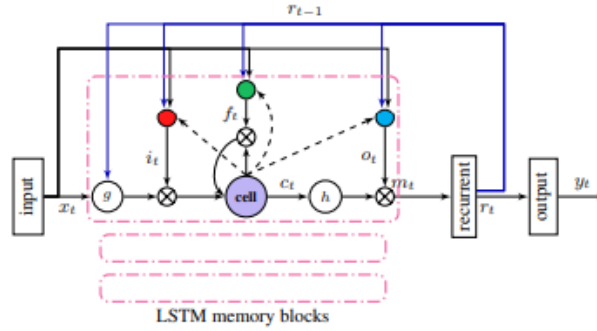 r_{t-1}
f_t
i_t
o_t
input
x_t
g
cell
c_t
h
m_t
recurrent
r_t
output
y_t
LSTM memory blocks